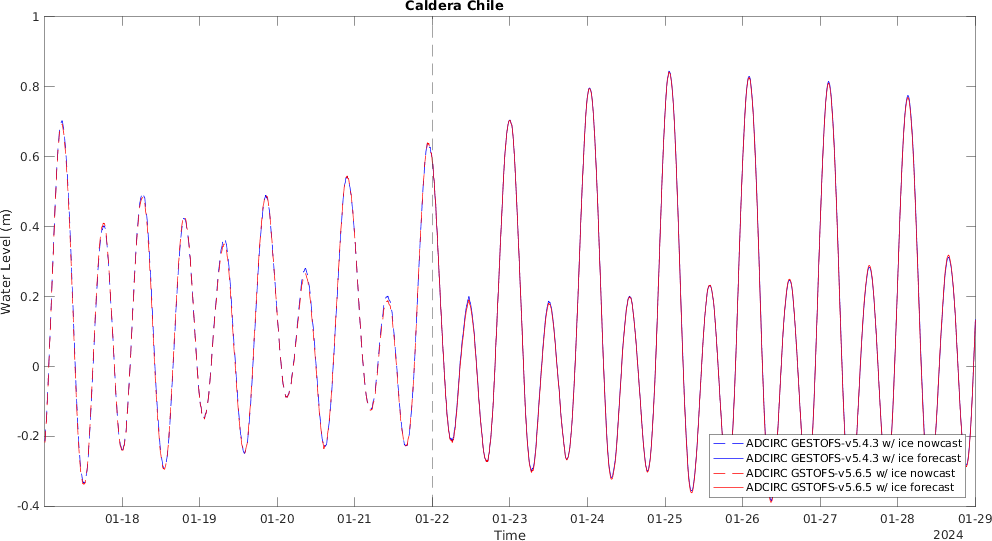 Caldera Chile
1
0.8
0.6
0.4
0.2
0
-0.2
-0.4
Water Level (m)
ADCIRC GESTOFS-v5.4.3 w/ ice nowcast
ADCIRC GESTOFS-v5.4.3 w/ ice forecast
ADCIRC GSTOFS-v5.6.5 w/ ice nowcast
ADCIRC GSTOFS-v5.6.5 w/ ice forecast
01-18 01-19 01-20 01-21 01-22 01-23 01-24 01-25 01-26 01-27 01-28 01-29
Time
2024